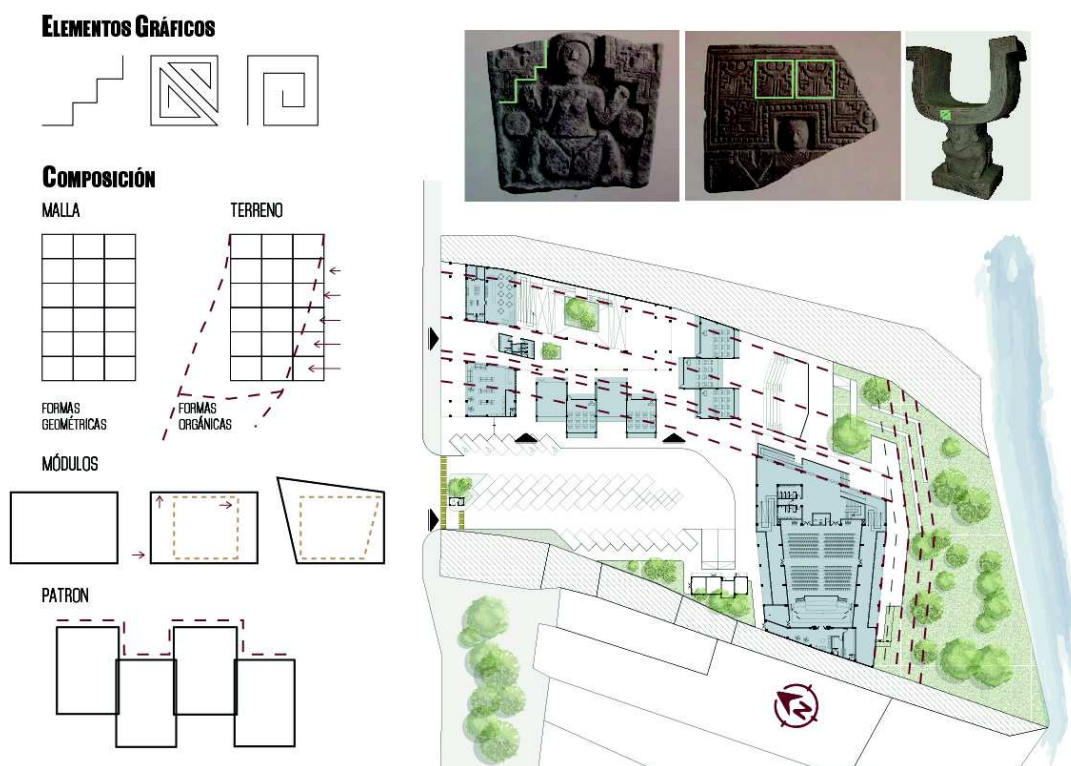 ELEMENTOS GRÁFICOS
COMPOSICIÓN
MALLA
TERRENO
FORMAS
GEOMÉTRICAS
FORMAS
ORGÁNICAS
MÓDULOS
PATRON
N